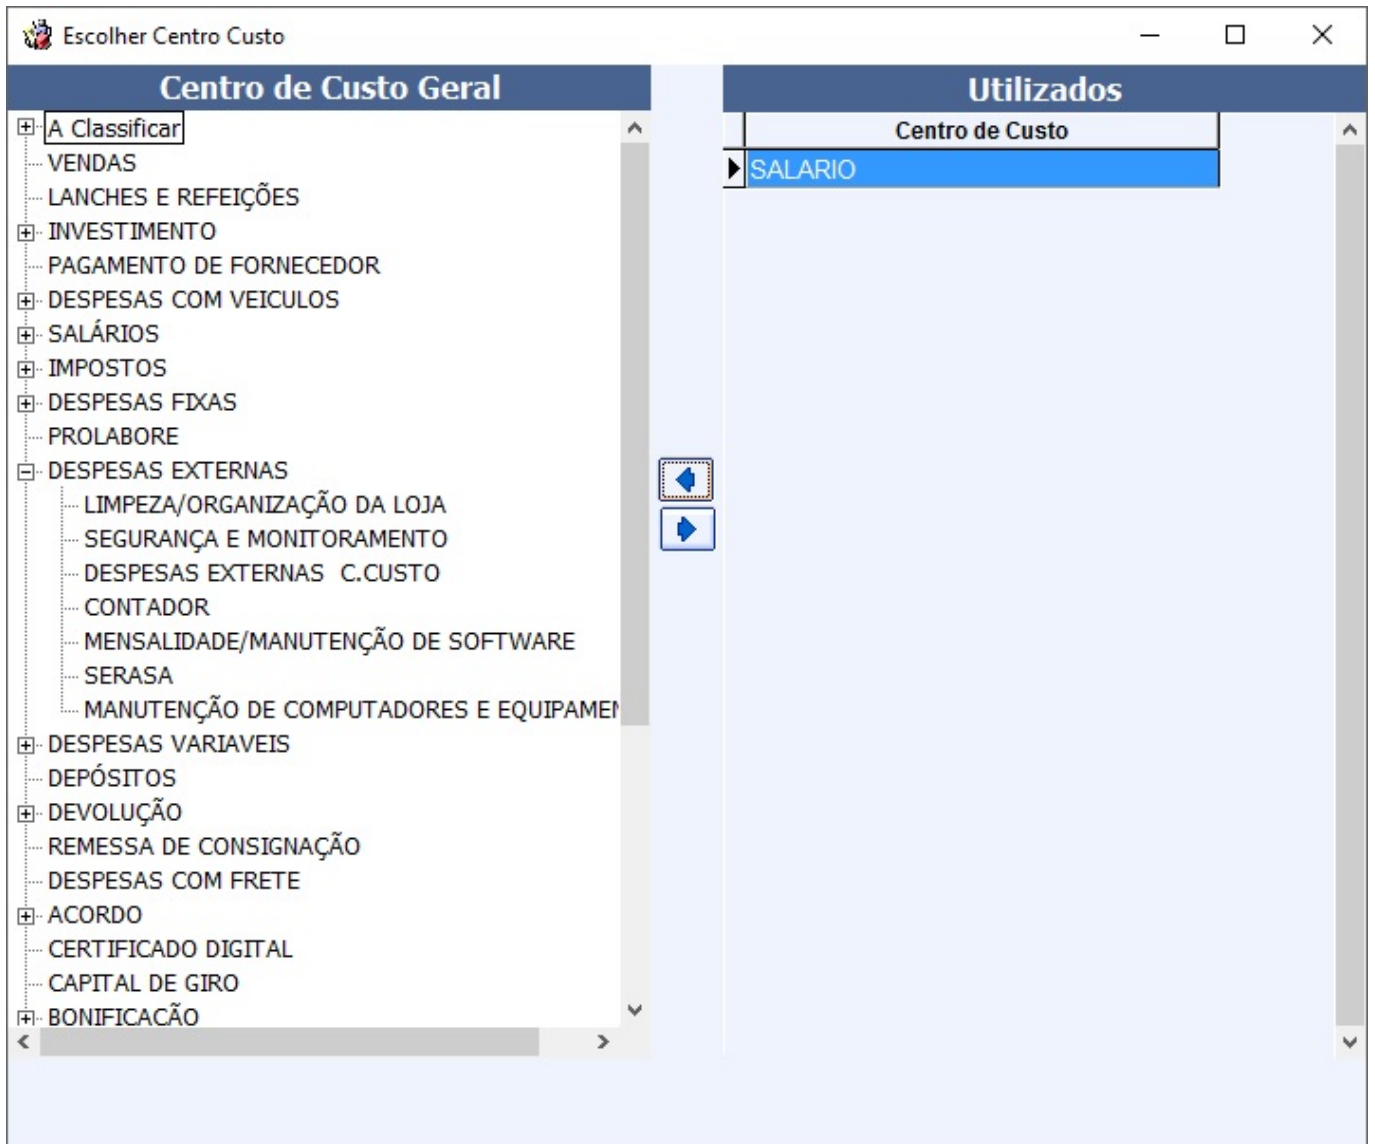 Escolher Centro Custo
Centro de Custo Geral
A Classificar
VENDAS
LANCHES E REFEIÇÕES
INVESTIMENTO
PAGAMENTO DE FORNECEDOR
DESPESAS COM VEICULOS
SALÁRIOS
IMPOSTOS
DESPESAS FIXAS
PROLABORE
DESPESAS EXTERNAS
LIMPEZA/ORGANIZAÇÃO DA LOJA
SEGURANÇA E MONITORAMENTO
DESPESAS EXTERNAS  C.CUSTO
CONTADOR
MENSALIDADE/MANUTENÇÃO DE SOFTWARE
SERASA
MANUTENÇÃO DE COMPUTADORES E EQUIPAMEN
DESPESAS VARIAVEIS
DEPÓSITOS
DEVOLUÇÃO
REMESSA DE CONSIGNAÇÃO
DESPESAS COM FRETE
ACORDO
CERTIFICADO DIGITAL
CAPITAL DE GIRO
BONIFICAÇÃO
Utilizados
Centro de Custo
SALARIO